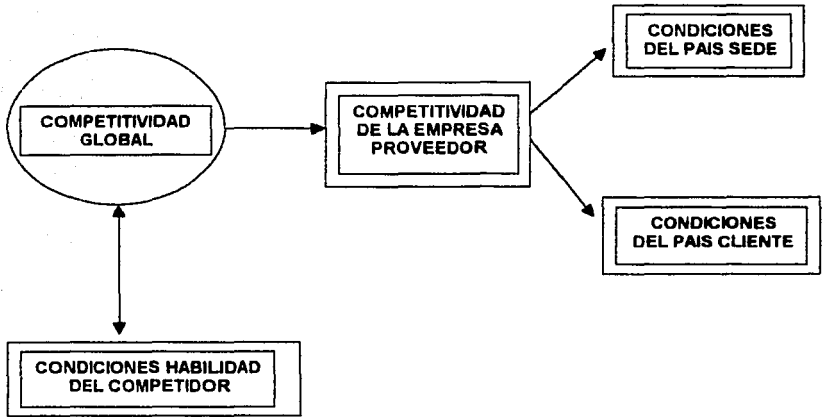 CONDICIONES
DEL PAIS SEDE
COMPETITIVIDAD
GLOBAL
COMPETITIVIDAD
DE LA EMPRESA
PROVEEDOR
CONDICIONES
DEL PAIS CLIENTE
CONDICIONES HABILIDAD
DEL COMPETIDOR